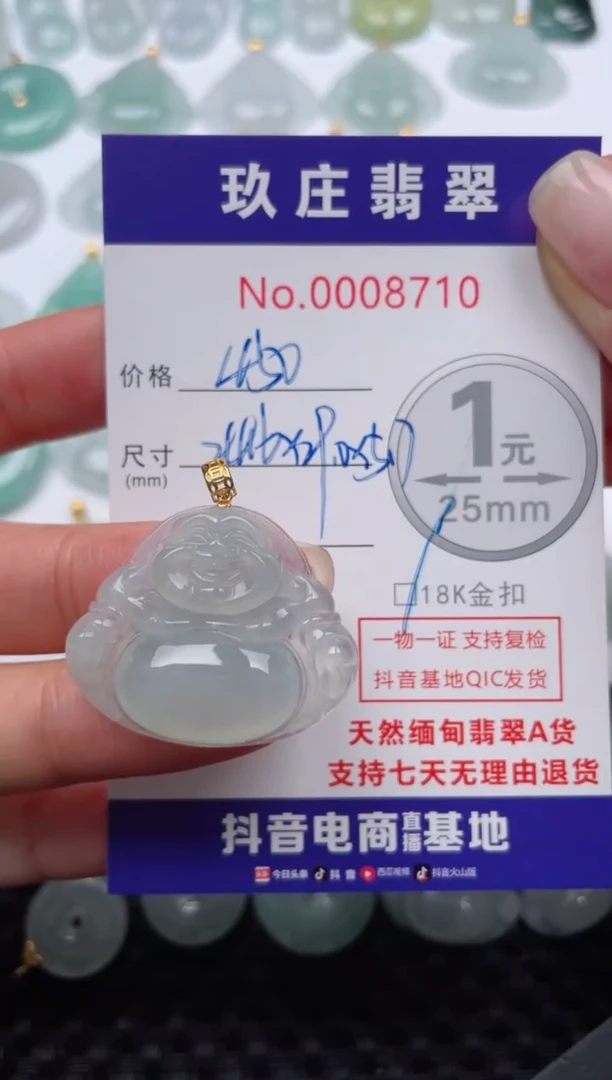 玖庄翡翠
No.0008710
价格
尺寸
(mm)
1元
25mm
□18K金扣
一物一证 支持复检
抖音基地QIC发货
天然缅甸翡翠A货
支持七天无理由退货
抖音电商直播基地
今日头条 抖音 西瓜视频 抖音火山版